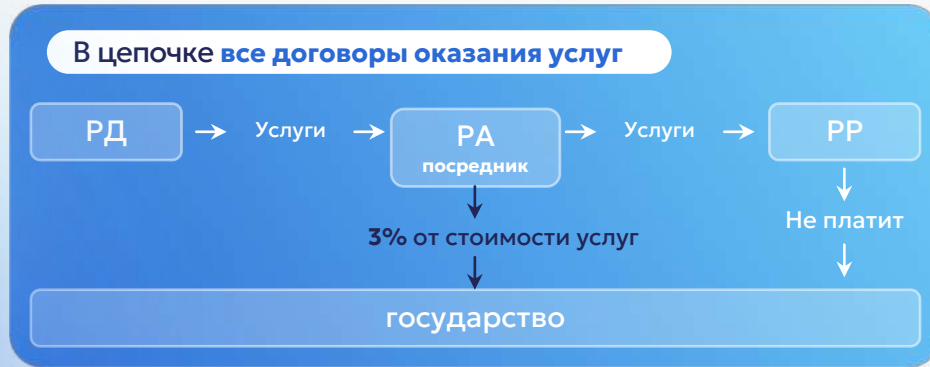 В цепочке все договоры оказания услуг
РД
Услуги
РА
посредник
Услуги
РР
3% от стоимости услуг
Не платит
государство